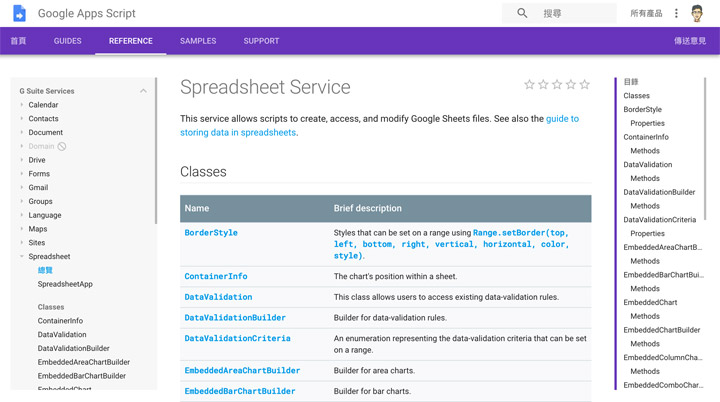 Google Apps Script
搜尋
所有產品
首頁
GUIDES
REFERENCE
SAMPLES
SUPPORT
傳送意見
G Suite Services
Calendar
Contacts
Document
Domain
Drive
Forms
Gmail
Groups
Language
Maps
Sites
Spreadsheet
總覽
SpreadsheetApp
Classes
ContainerInfo
DataValidation
DataValidationBuilder
EmbeddedAreaChartBuilder
EmbeddedBarChartBuilder
EmbeddedChart
Spreadsheet Service
This service allows scripts to create, access, and modify Google Sheets files. See also the guide to
storing data in spreadsheets.
Classes
Name Brief description
BorderStyle Styles that can be set on a range using Range.setBorder(top,
left, bottom, right, vertical, horizontal, color,
style).
ContainerInfo The chart's position within a sheet.
DataValidation This class allows users to access existing data-validation rules.
DataValidationBuilder Builder for data-validation rules.
DataValidationCriteria An enumeration representing the data-validation criteria that can be set
on a range.
EmbeddedAreaChartBuilder Builder for area charts.
EmbeddedBarChartBuilder Builder for bar charts.
目錄
Classes
BorderStyle
Properties
ContainerInfo
Methods
DataValidation
Methods
DataValidationBuilder
Methods
DataValidationCriteria
Properties
EmbeddedAreaChartB...
Methods
EmbeddedBarChartBui...
Methods
EmbeddedChart
Methods
EmbeddedChartBuilder
Methods
EmbeddedColumnCha...
Methods
EmbeddedComboChar...